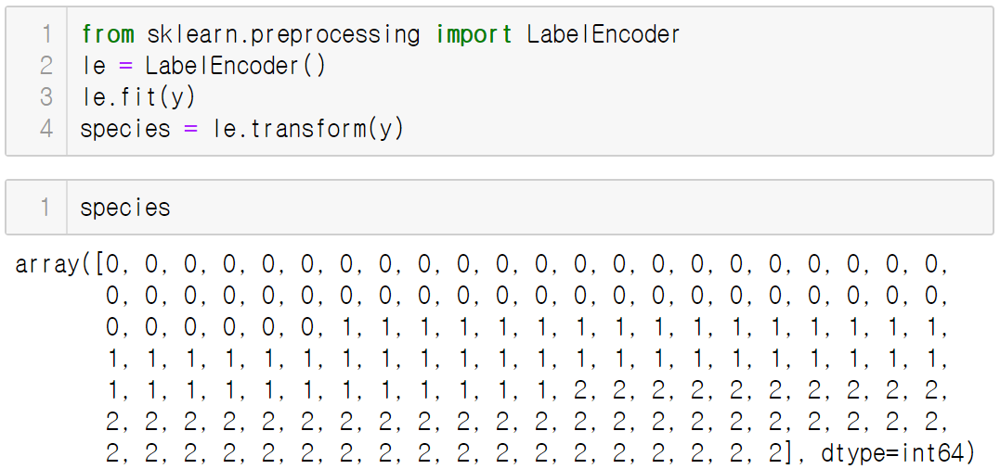 1 from sklearn.preprocessing import LabelEncoder
2 le = LabelEncoder()
3 le.fit(y)
4 species = le.transform(y)
1 species
array([0, 0, 0, 0, 0, 0, 0, 0, 0, 0, 0, 0, 0, 0, 0, 0, 0, 0, 0, 0, 0, 0,
0, 0, 0, 0, 0, 0, 0, 0, 0, 0, 0, 0, 0, 0, 0, 0, 0, 0, 0, 0, 0, 0,
0, 0, 0, 0, 0, 0, 1, 1, 1, 1, 1, 1, 1, 1, 1, 1, 1, 1, 1, 1, 1, 1,
1, 1, 1, 1, 1, 1, 1, 1, 1, 1, 1, 1, 1, 1, 1, 1, 1, 1, 1, 1, 1, 1,
1, 1, 1, 1, 1, 1, 1, 1, 1, 1, 1, 1, 2, 2, 2, 2, 2, 2, 2, 2, 2, 2,
2, 2, 2, 2, 2, 2, 2, 2, 2, 2, 2, 2, 2, 2, 2, 2, 2, 2, 2, 2, 2, 2,
2, 2, 2, 2, 2, 2, 2, 2, 2, 2, 2, 2, 2, 2, 2, 2, 2, 2], dtype=int64)